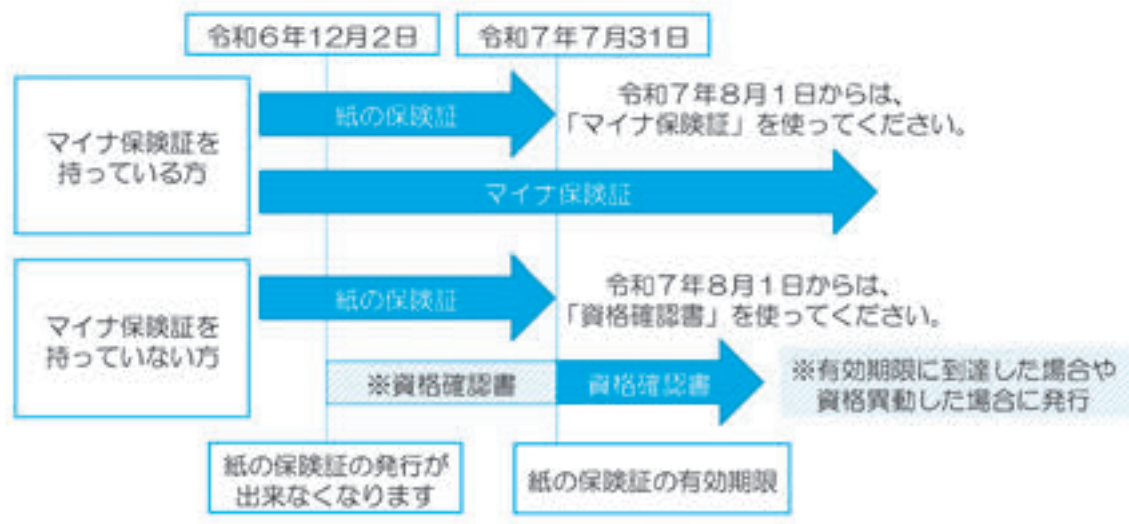 令和6年12月2日
令和7年7月31日
マイナ保険証を
持っている方
紙の保険証
令和7年8月1日からは、
「マイナ保険証」を使ってください。
マイナ保険証
マイナ保険証を
持っていない方
紙の保険証
令和7年8月1日からは、
「資格確認書」を使ってください。
※資格確認書
資格確認書
※有効期限に到達した場合や
資格異動した場合に発行
紙の保険証の発行が
出来なくなります
紙の保険証の有効期限